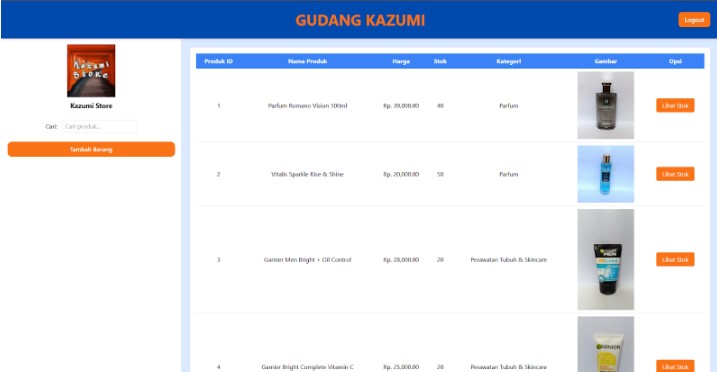 GUDANG KAZUMI
Logout
Kazumi Store
Kazumi Store
Cari: Cari produk...
Tambah Barang
Produk ID Nama Produk Harga Stok Kategori Gambar Opsi
1 Parfum Romano Vision 100ml Rp. 39,000.00 40 Parfum Lihat Stok
2 Vitalis Sparkle Rise & Shine Rp. 20,000.00 50 Parfum Lihat Stok
3 Garnier Men Bright + Oil Control Rp. 28,000.00 20 Perawatan Tubuh & Skincare Lihat Stok
GARNIER
MEN
4 Garnier Bright Complete Vitamin C Rp. 25,000.00 20 Perawatan Tubuh & Skincare Lihat Stok
GARNIER